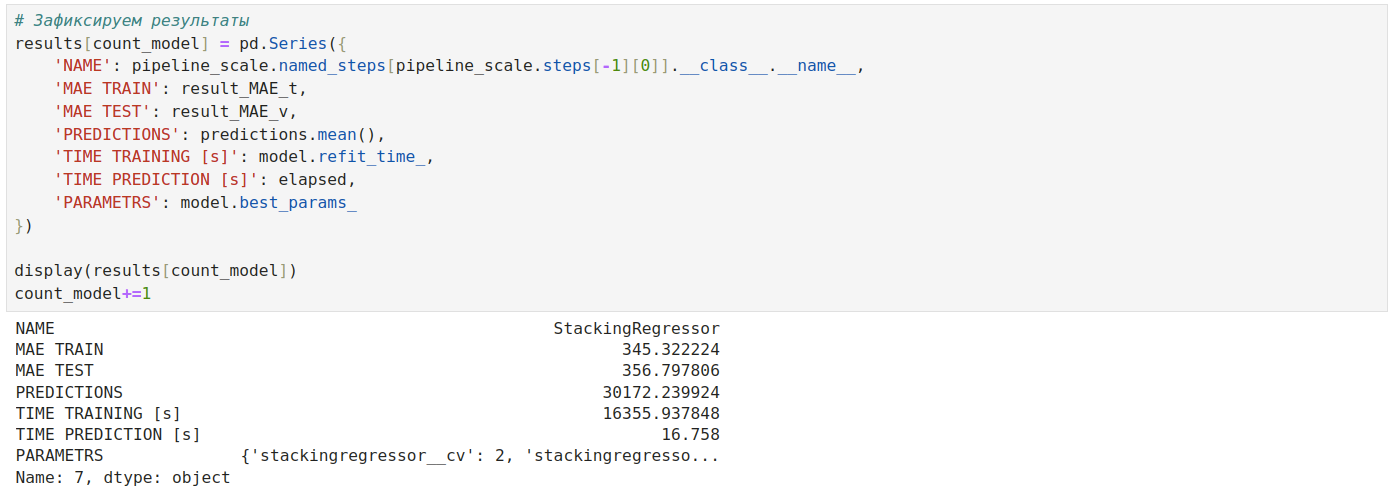 # Зафиксируем результаты
results[count_model] = pd.Series({
    'NAME': pipeline_scale.named_steps[pipeline_scale.steps[-1][0]].__class__.__name__,
    'MAE TRAIN': result_MAE_t,
    'MAE TEST': result_MAE_v,
    'PREDICTIONS': predictions.mean(),
    'TIME TRAINING [s]': model.refit_time_,
    'TIME PREDICTION [s]': elapsed,
    'PARAMETRS': model.best_params_
})
display(results[count_model])
count_model+=1
NAME StackingRegressor
MAE TRAIN 345.322224
MAE TEST 356.797806
PREDICTIONS 30172.239924
TIME TRAINING [s] 16355.937848
TIME PREDICTION [s] 16.758
PARAMETRS {'stackingregressor__cv': 2, 'stackingregresso...
Name: 7, dtype: object